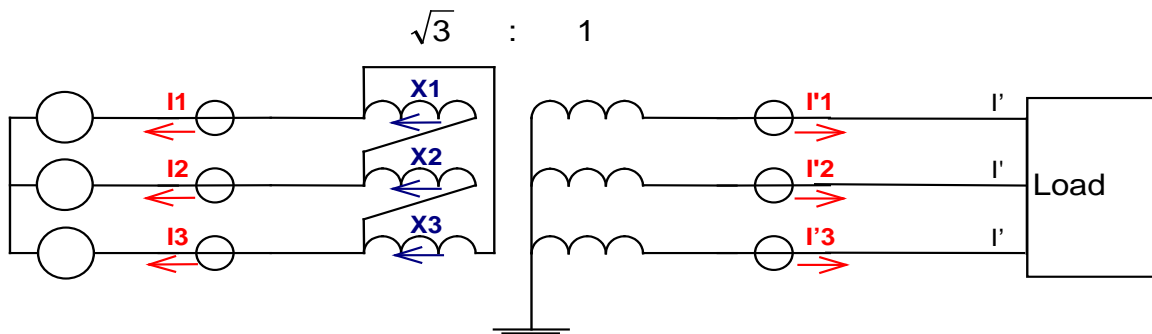 √3 : 1
X1
I1
I'1
I’
X2
I2
I'2
I’
Load
X3
I3
I’3
I’